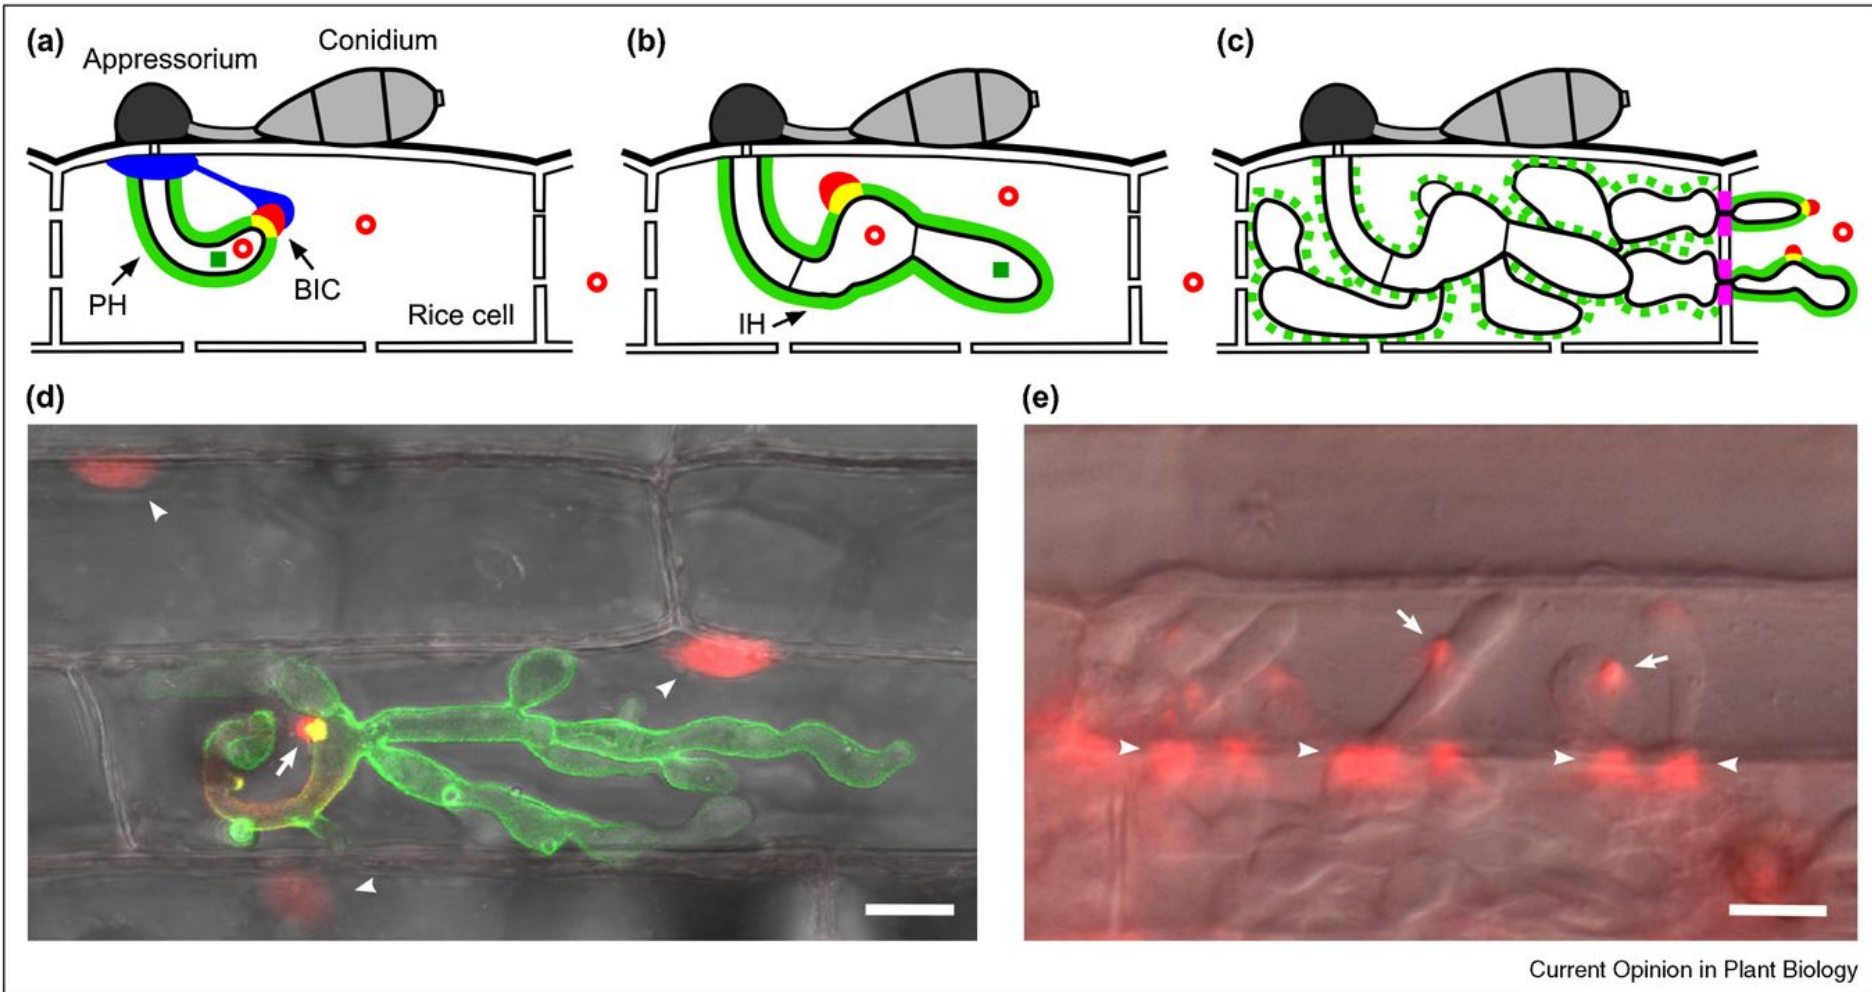 (a)
Appressorium
Conidium
PH
BIC
Rice cell
(b)
IH
(c)
(d)
(e)
Current Opinion in Plant Biology